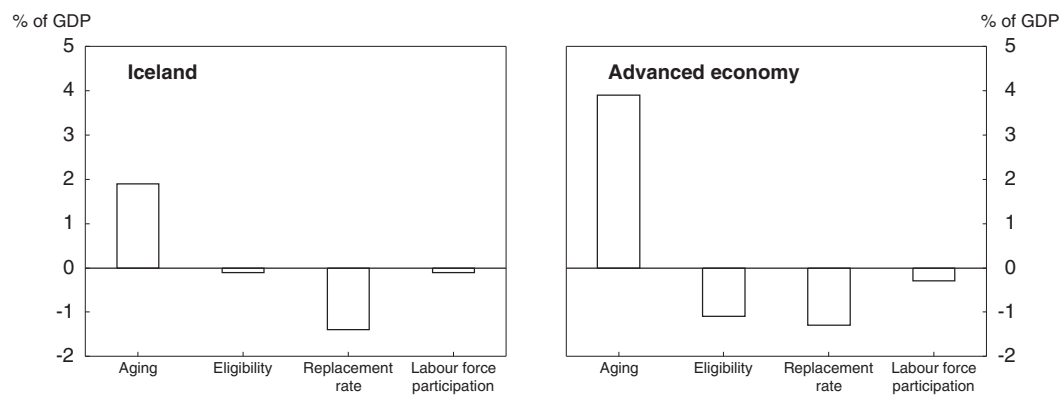 % of GDP
% of GDP
5
4
3
2
1
0
-1
-2
Iceland
Aging
Eligibility
Replacement
rate
Labour force
participation
Advanced economy
Aging
Eligibility
Replacement
rate
Labour force
participation
5
4
3
2
1
0
-1
-2